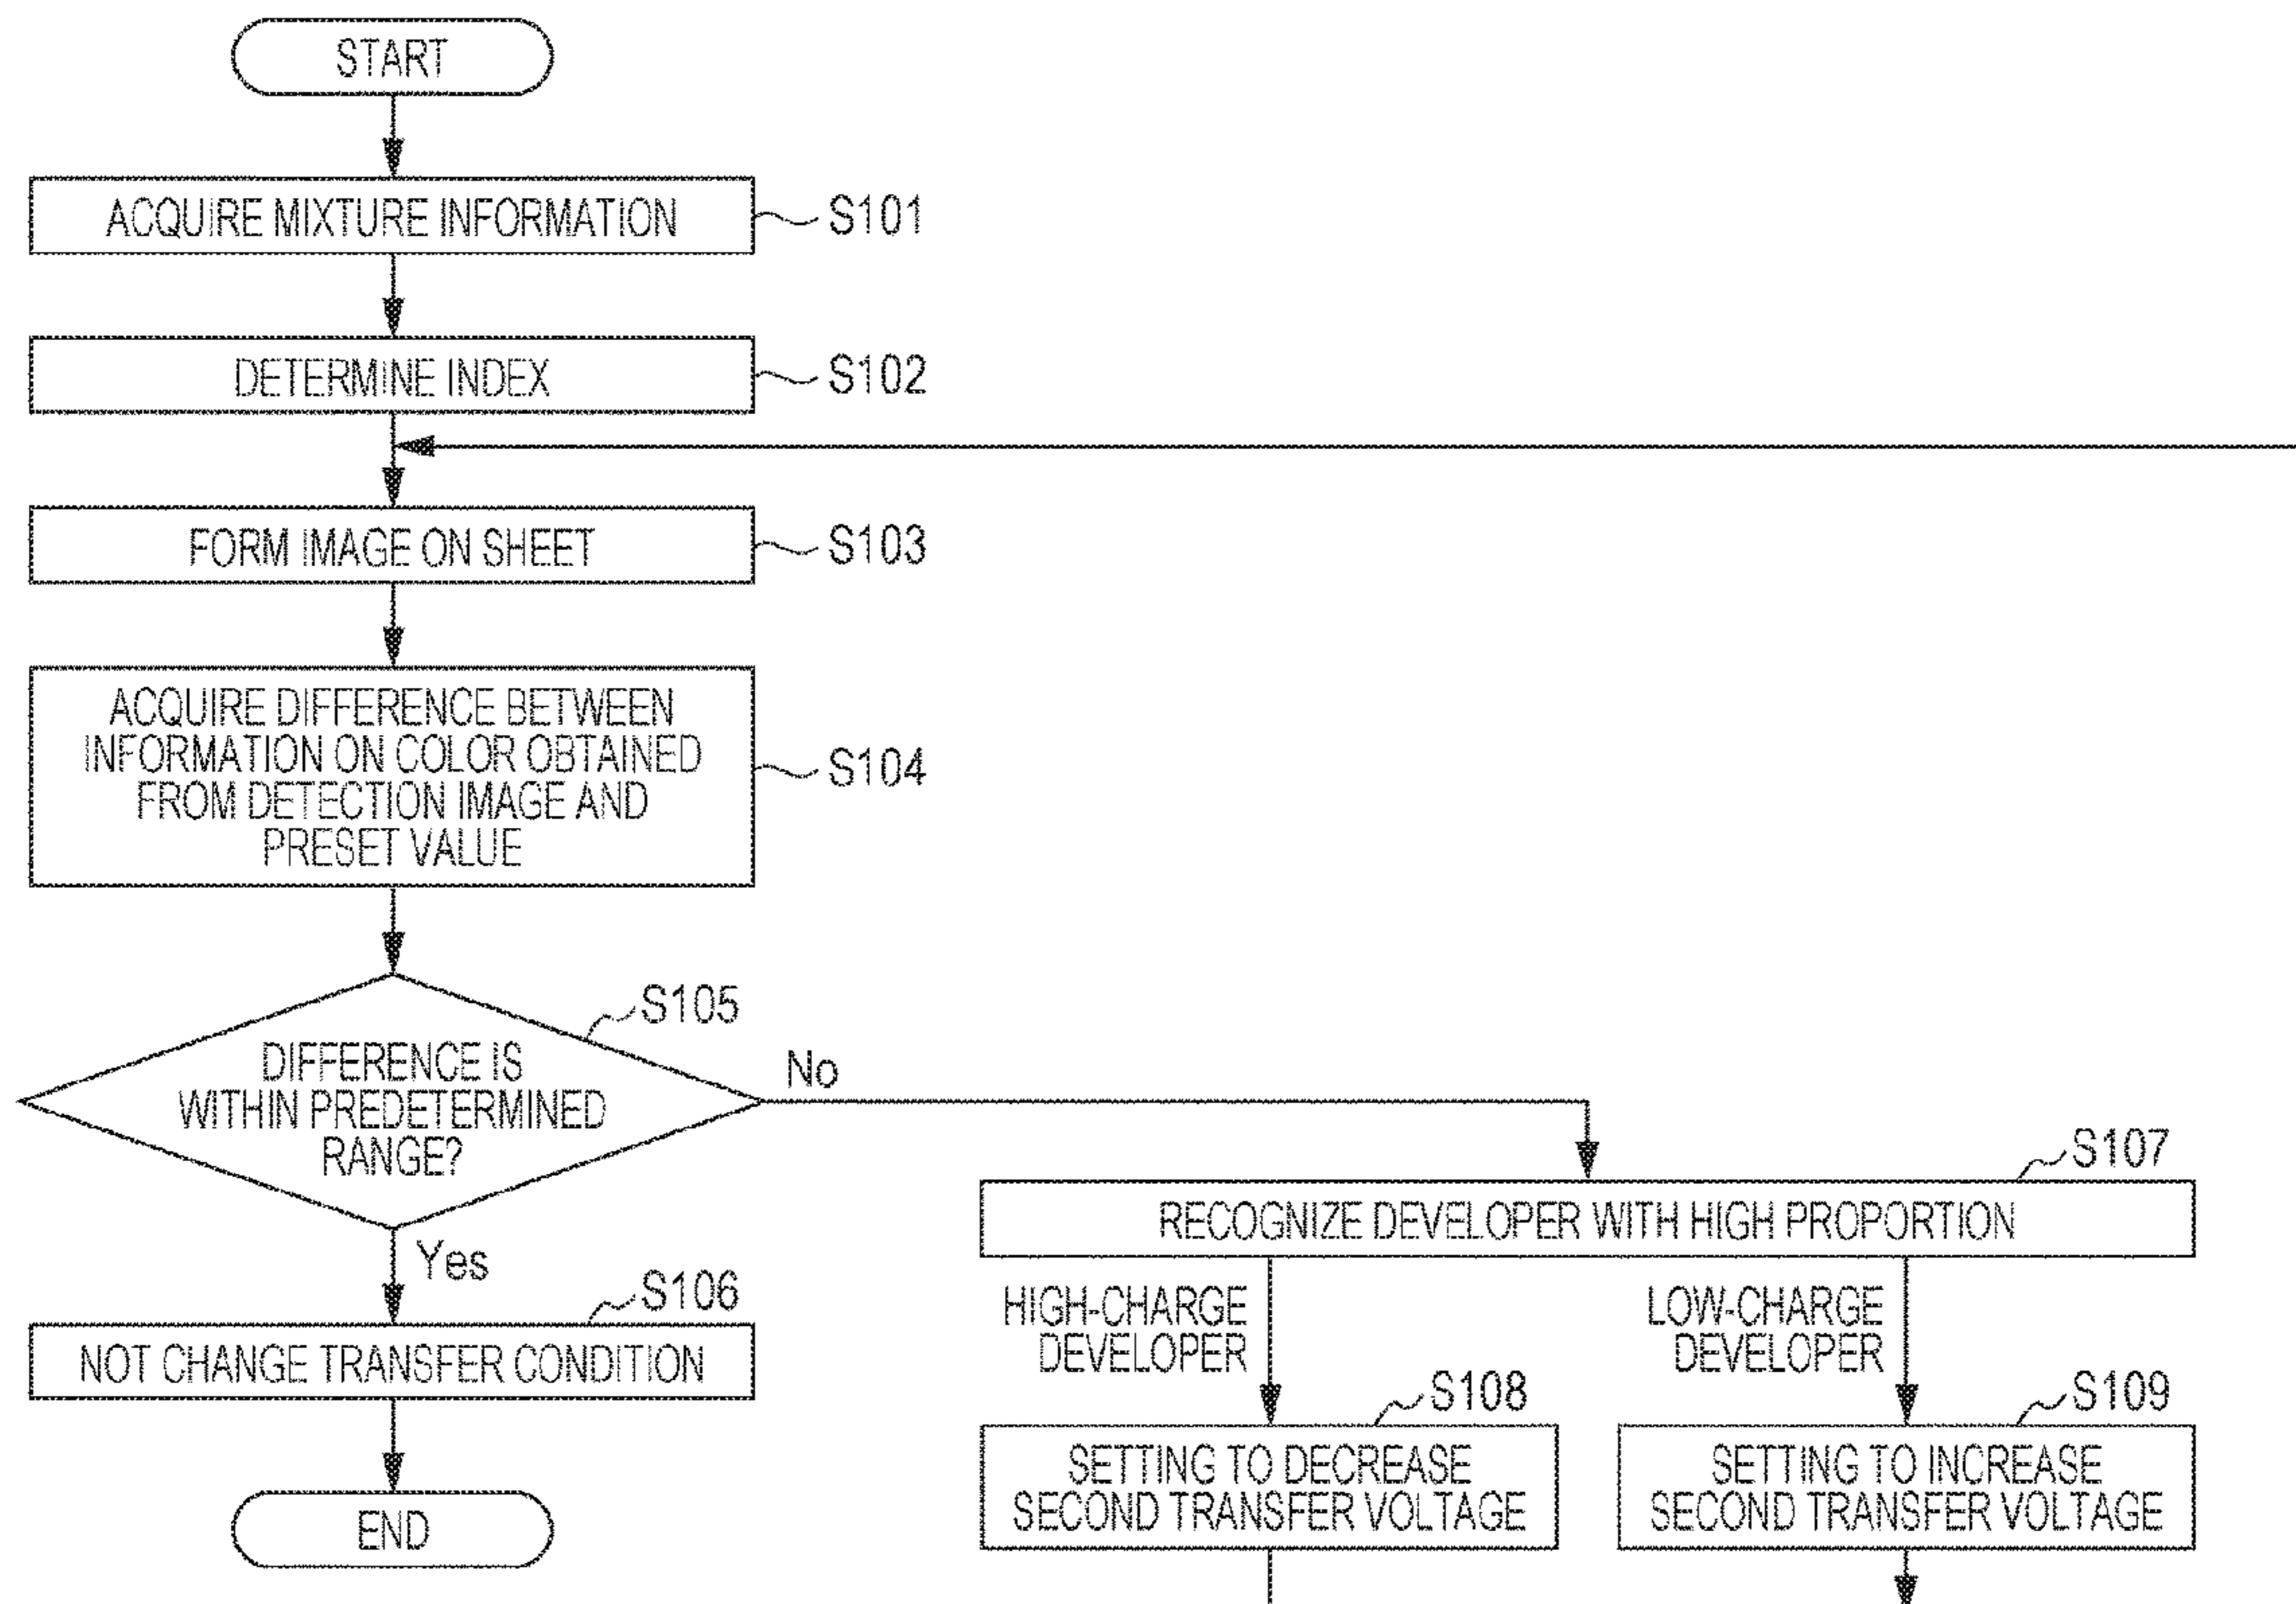 START
ACQUIRE MIXTURE INFORMATION
S101
DETERMINE INDEX
S102
FORM IMAGE ON SHEET
S103
ACQUIRE DIFFERENCE BETWEEN
INFORMATION ON COLOR OBTAINED
FROM DETECTION IMAGE AND
PRESET VALUE
S104
S105
DIFFERENCE IS
WITHIN PREDETERMINED
RANGE?
No
Yes
S106
NOT CHANGE TRANSFER CONDITION
END
S107
RECOGNIZE DEVELOPER WITH HIGH PROPORTION
HIGH-CHARGE
DEVELOPER
LOW-CHARGE
DEVELOPER
S108
SETTING TO DECREASE
SECOND TRANSFER VOLTAGE
S109
SETTING TO INCREASE
SECOND TRANSFER VOLTAGE